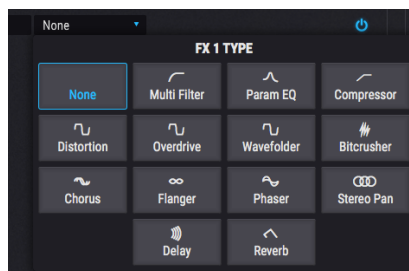 None
FX 1 TYPE
None
Multi Filter
Param EQ
Compressor
Distortion
Overdrive
Wavefolder
Bitcrusher
Chorus
Flanger
Phaser
Stereo Pan
Delay
Reverb